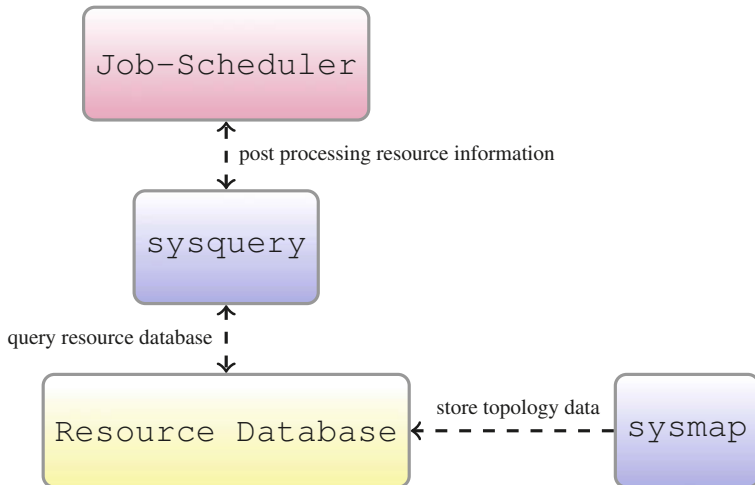 Job-Scheduler
post processing resource information
sysquery
query resource database
Resource Database
store topology data
sysmap